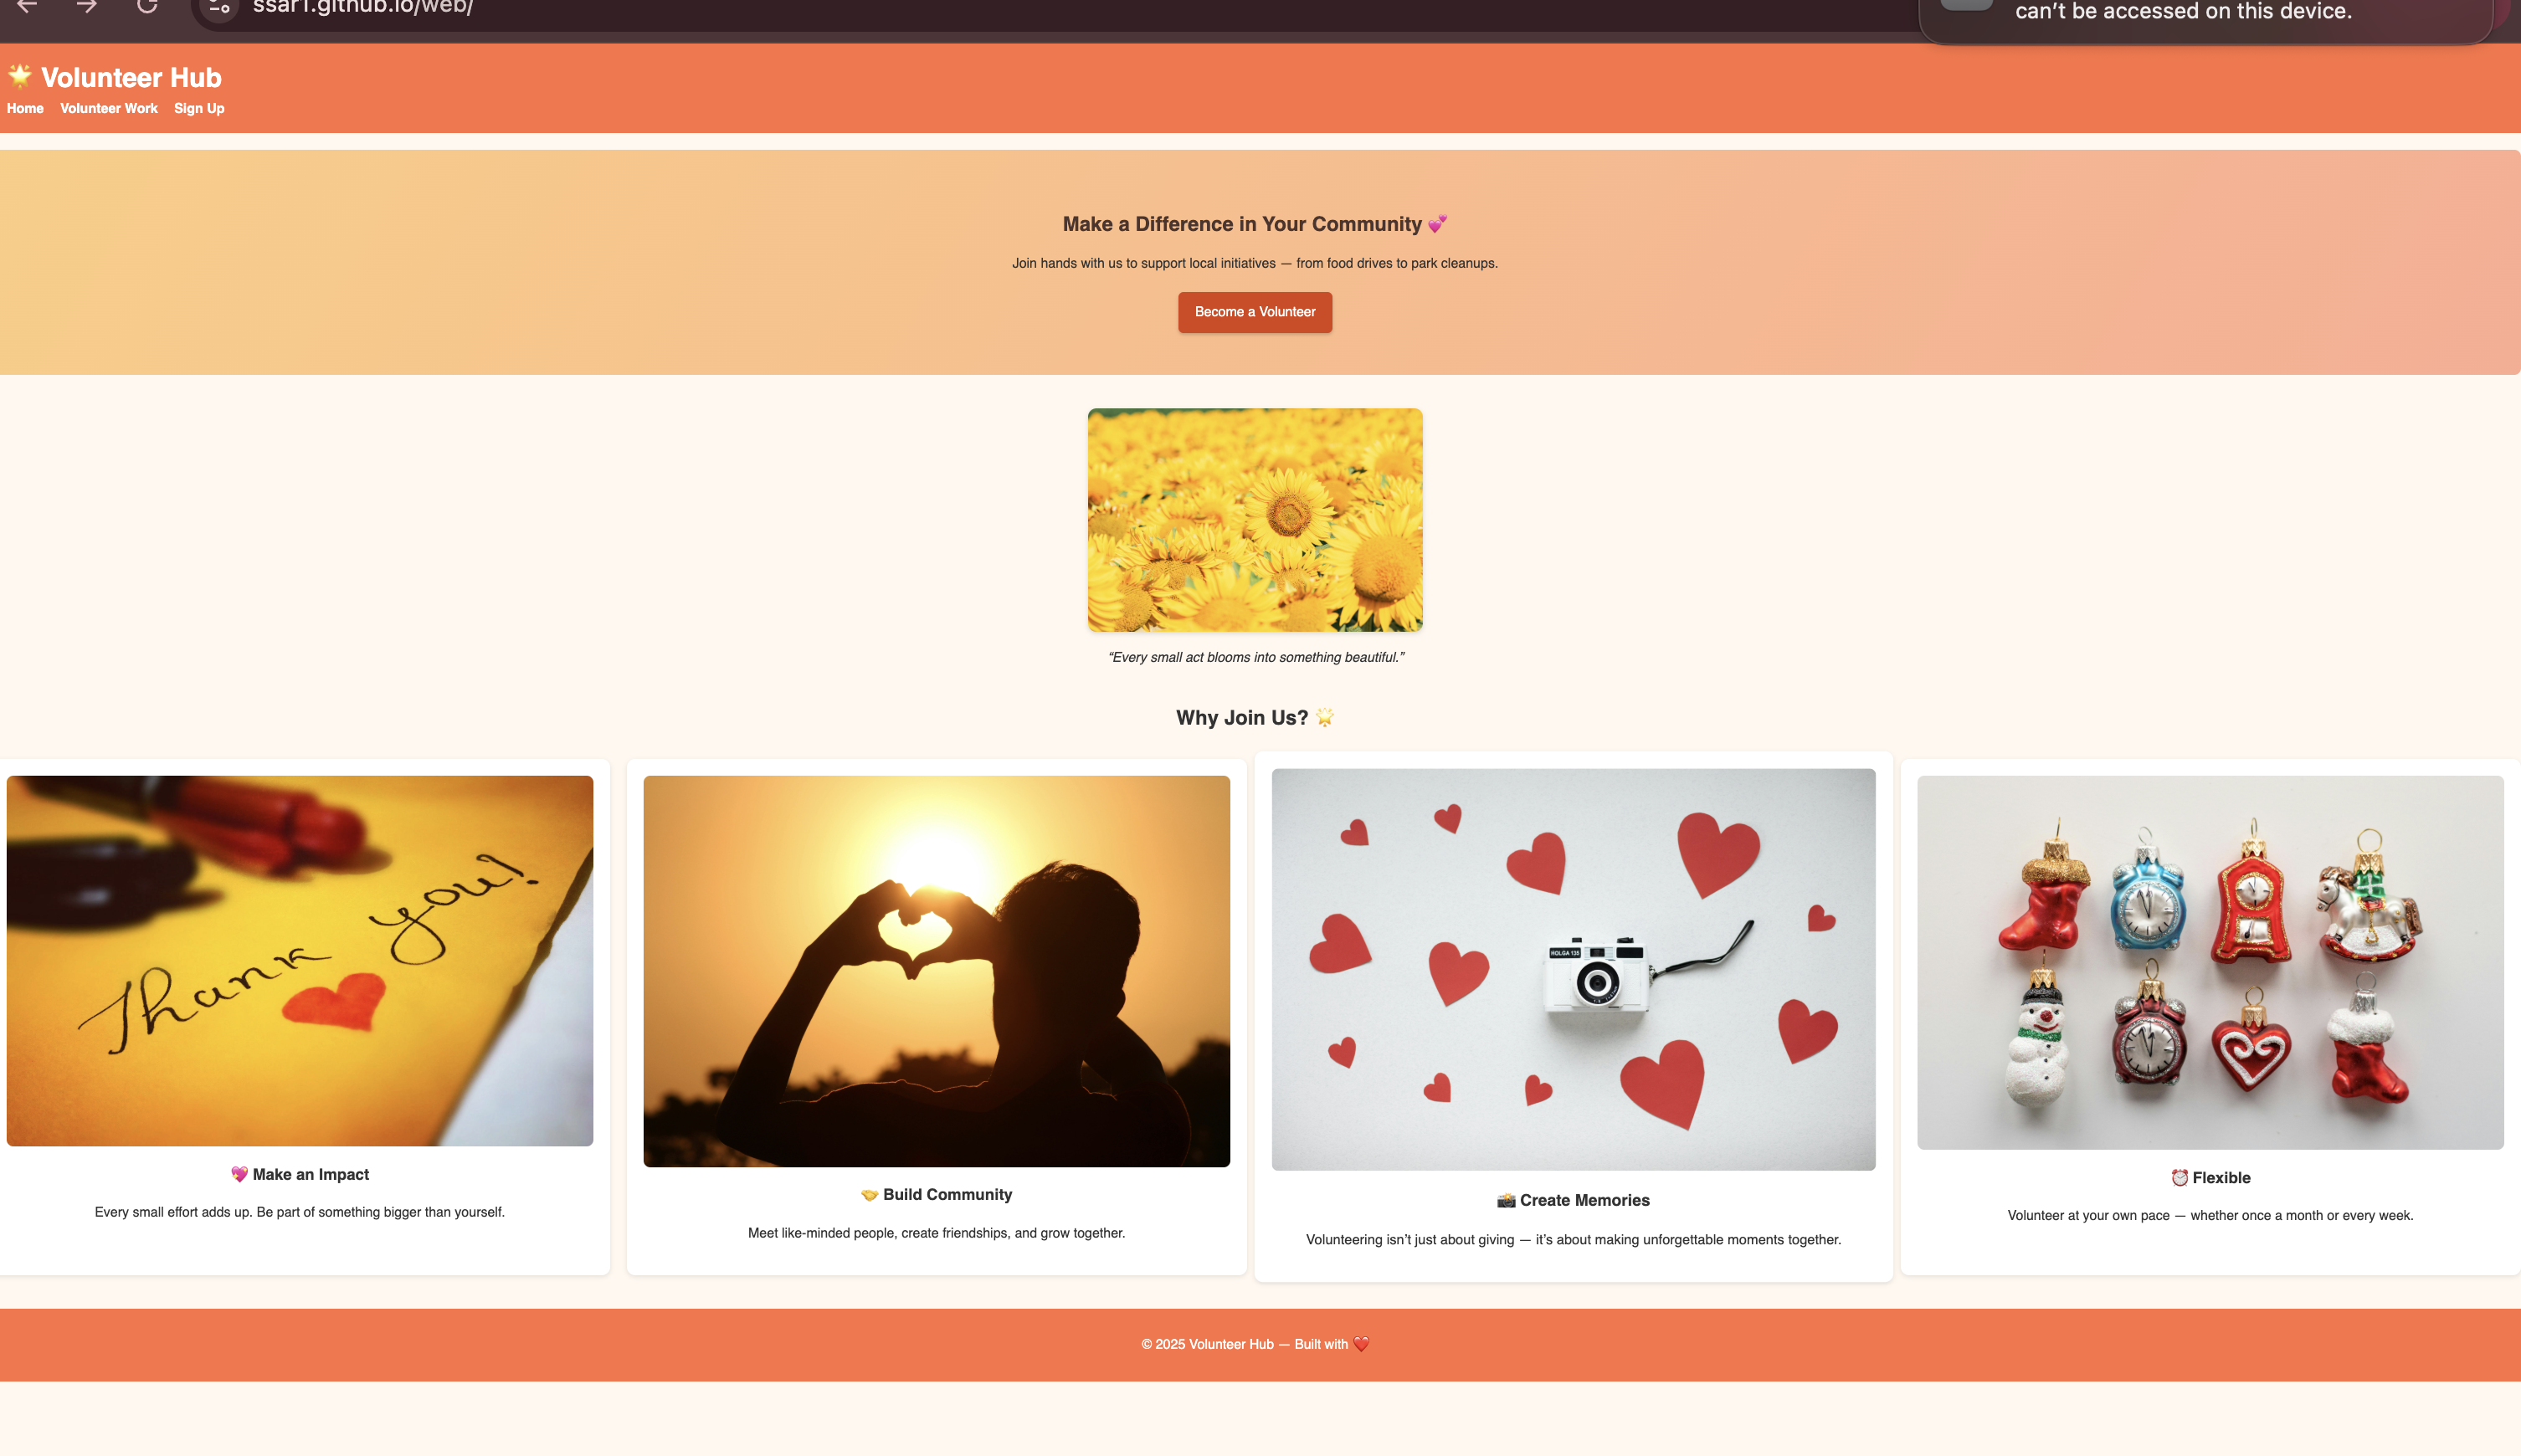 ssar1.github.io/web/
can't be accessed on this device.
🌟 Volunteer Hub
Home Volunteer Work Sign Up
Make a Difference in Your Community 💕
Join hands with us to support local initiatives — from food drives to park cleanups.
Become a Volunteer
“Every small act blooms into something beautiful.”
Why Join Us? 🌟
Thank you!
HOLGA 135
💖 Make an Impact
Every small effort adds up. Be part of something bigger than yourself.
🤝 Build Community
Meet like-minded people, create friendships, and grow together.
📸 Create Memories
Volunteering isn’t just about giving — it’s about making unforgettable moments together.
⏰ Flexible
Volunteer at your own pace — whether once a month or every week.
© 2025 Volunteer Hub — Built with ❤️